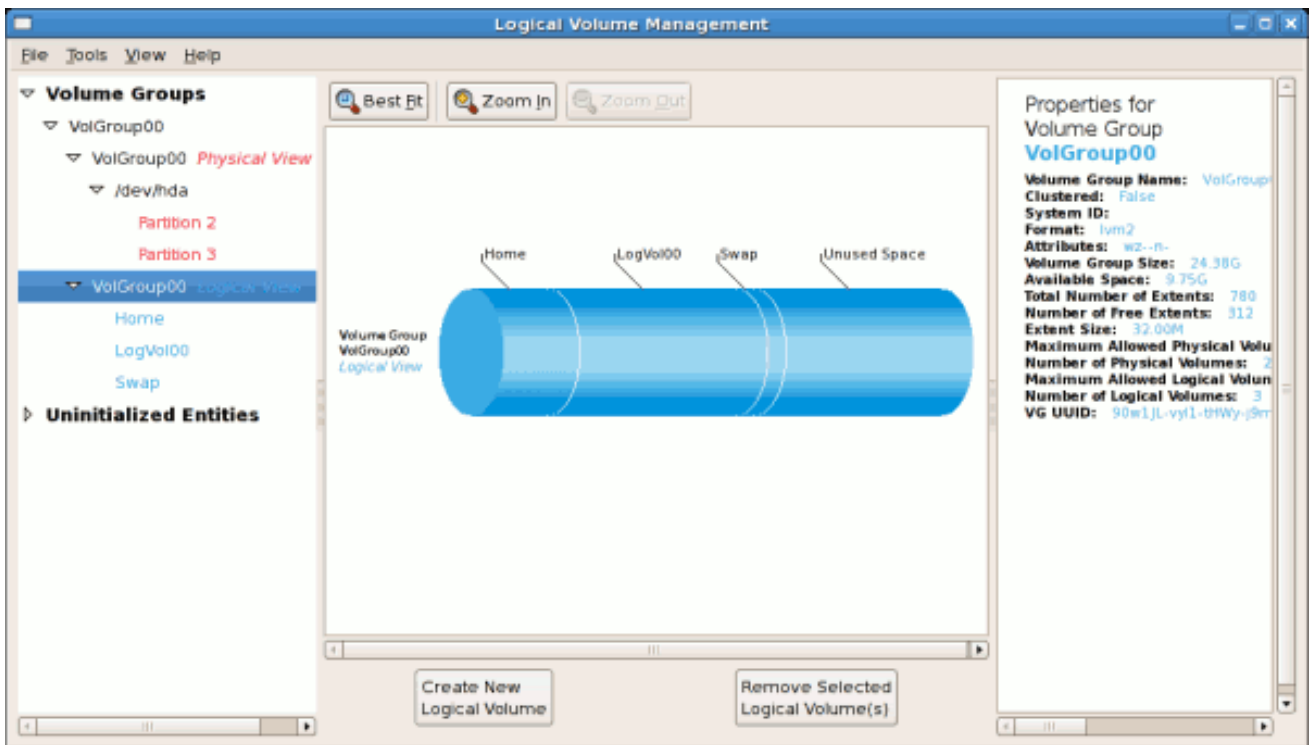 Logical Volume Management
File Tools View Help
Volume Groups
VolGroup00
VolGroup00 Physical View
/dev/hda
Partition 2
Partition 3
VolGroup00 Logical View
Home
LogVol00
Swap
Uninitialized Entities
Best Fit Zoom In Zoom Out
Home LogVol00 Swap Unused Space
Volume Group
VolGroup00
Logical View
Create New
Logical Volume
Remove Selected
Logical Volume(s)
Properties for
Volume Group
VolGroup00
Volume Group Name: VolGroup
Clustered: False
System ID:
Format: lvm2
Attributes: wz--n-
Volume Group Size: 24.38G
Available Space: 9.75G
Total Number of Extents: 780
Number of Free Extents: 312
Extent Size: 32.00M
Maximum Allowed Physical Volu
Number of Physical Volumes: 2
Maximum Allowed Logical Volun
Number of Logical Volumes: 3
VG UUID: